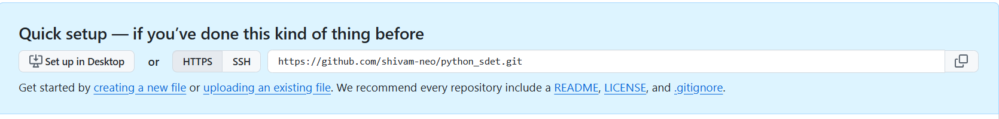 Quick setup — if you’ve done this kind of thing before
Set up in Desktop or HTTPS SSH https://github.com/shivam-neo/python_sdet.git
Get started by creating a new file or uploading an existing file. We recommend every repository include a README, LICENSE, and .gitignore.